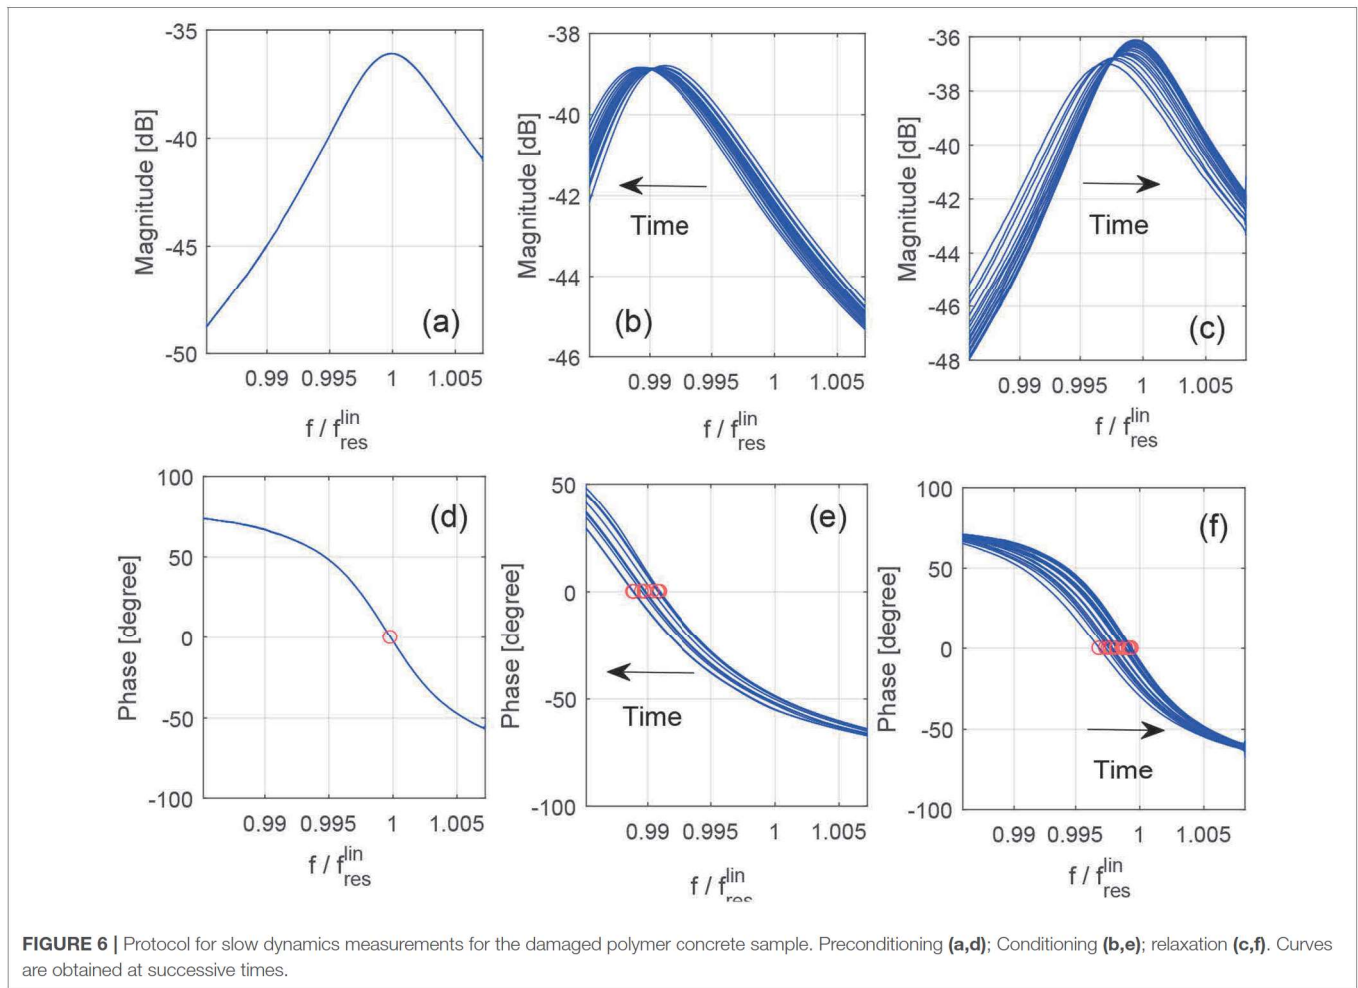 -35
-40
-45
-50
Magnitude [dB]
(a)
0.99 0.995 1 1.005
f / f lin res
-38
-40
-42
-44
-46
Magnitude [dB]
Time
(b)
0.99 0.995 1 1.005
f / f lin res
-36
-38
-40
-42
-44
-46
-48
Magnitude [dB]
Time
(c)
0.99 0.995 1 1.005
f / f lin res
100
50
0
-50
-100
Phase [degree]
(d)
0.99 0.995 1 1.005
f / f lin res
50
0
-50
-100
Phase [degree]
(e)
Time
0.99 0.995 1 1.005
f / f lin res
100
50
0
-50
-100
Phase [degree]
(f)
Time
0.99 0.995 1 1.005
f / f lin res
FIGURE 6 | Protocol for slow dynamics measurements for the damaged polymer concrete sample. Preconditioning (a,d); Conditioning (b,e); relaxation (c,f). Curves
are obtained at successive times.